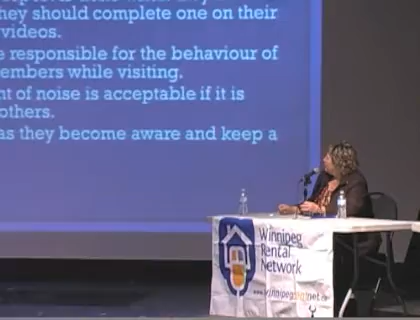 they should complete one on their
videos.
e responsible for the behaviour of
embers while visiting.
nt of noise is acceptable if it is
others.
as they become aware and keep a
Winnipeg
Rental
Network